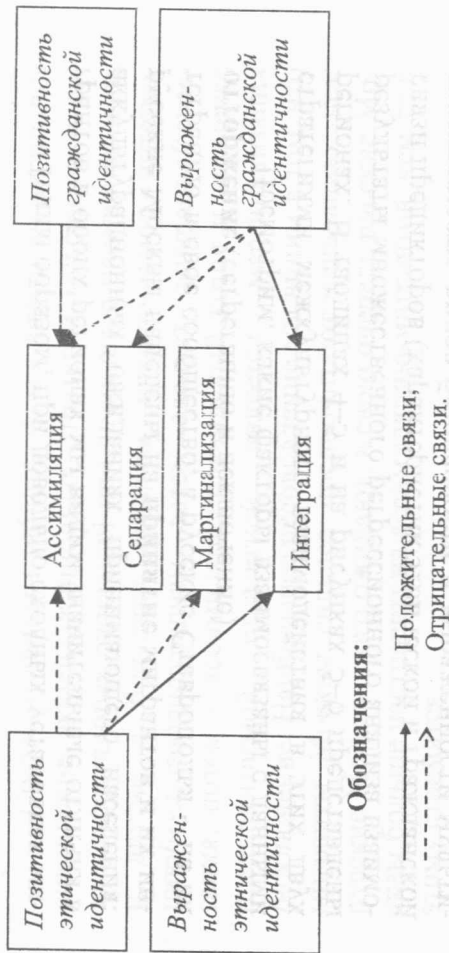 Позитивность
этической
идентичности
Выражен-
ность
этнической
идентичности
Ассимиляция
Сепарация
Маргинализация
Интеграция
Позитивность
гражданской
идентичности
Выражен-
ность
гражданской
идентичности
Обозначения:
Положительные связи;
Отрицательные связи.